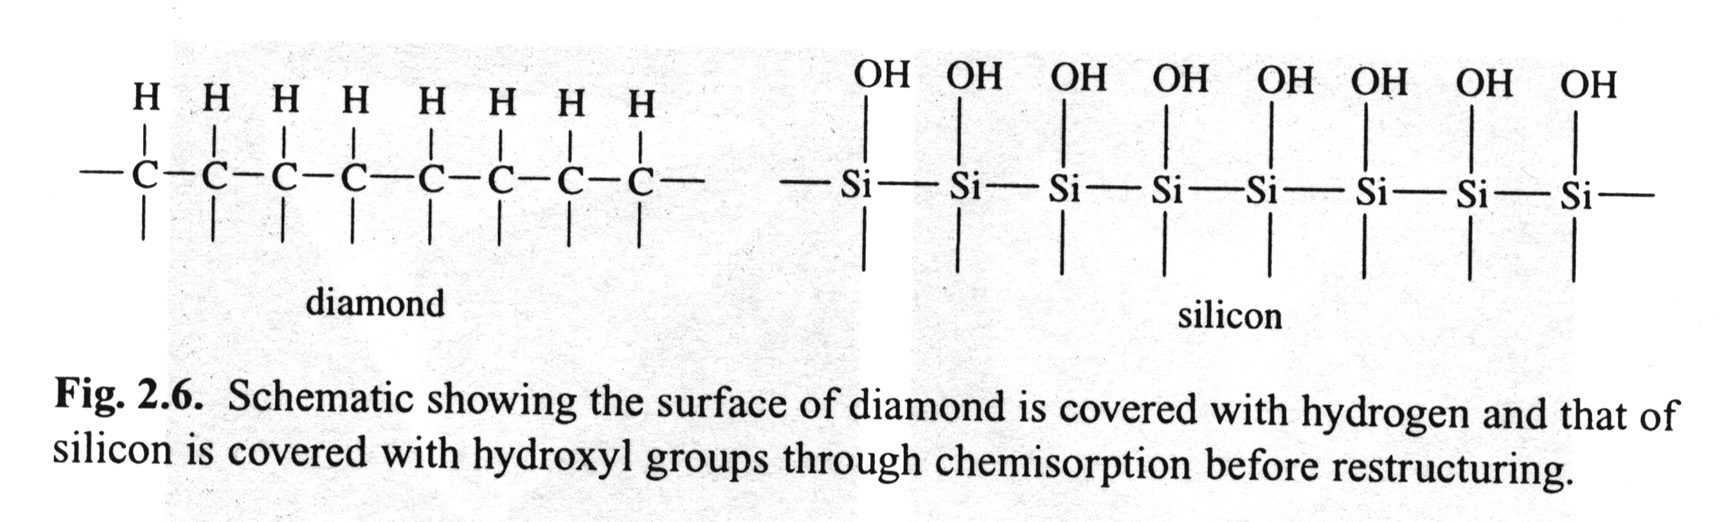 H H H H H H H H
—C—C—C—C—C—C—C—C—
diamond
OH OH OH OH OH OH OH OH
—Si—Si—Si—Si—Si—Si—Si—Si—
silicon
Fig. 2.6. Schematic showing the surface of diamond is covered with hydrogen and that of
silicon is covered with hydroxyl groups through chemisorption before restructuring.